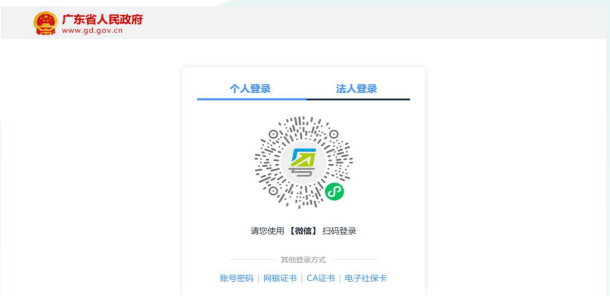 广东省人民政府
www.gd.gov.cn
个人登录 法人登录
请您使用 【微信】 扫码登录
其他登录方式
账号密码 | 网银证书 | CA证书 | 电子社保卡